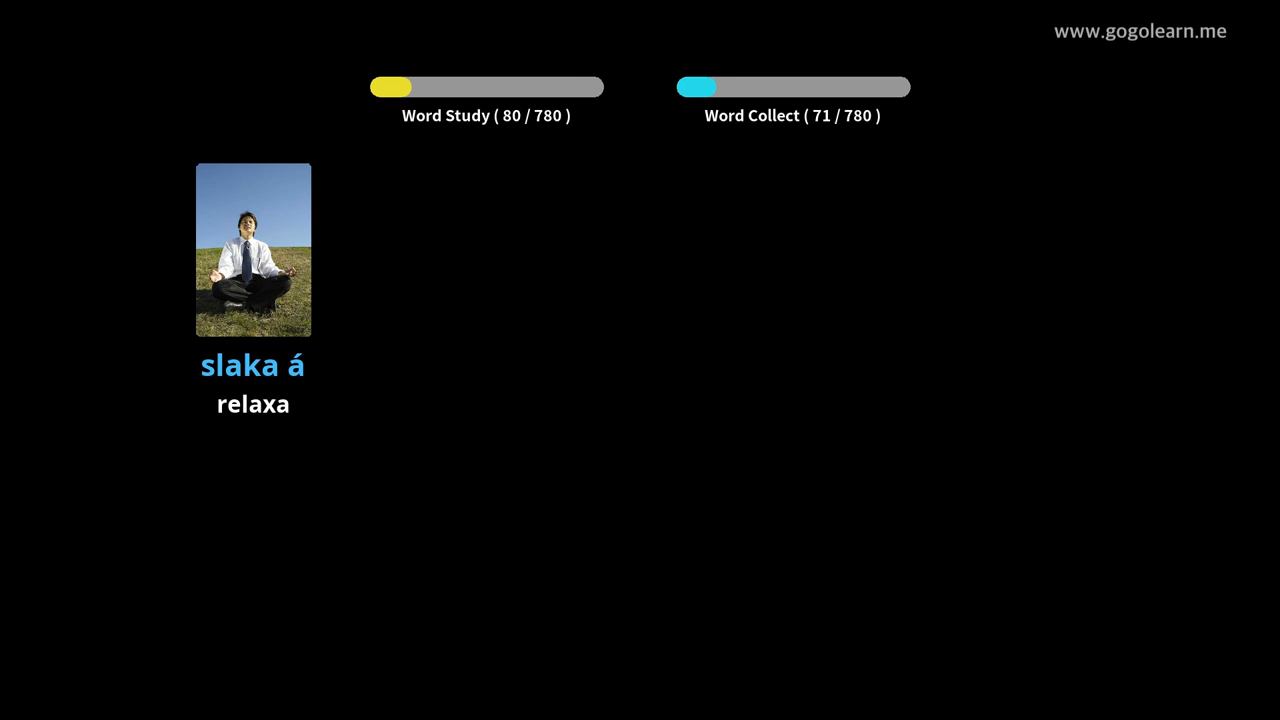 www.gogolearn.me
Word Study ( 80 / 780 )
Word Collect ( 71 / 780 )
slaka á
relaxa